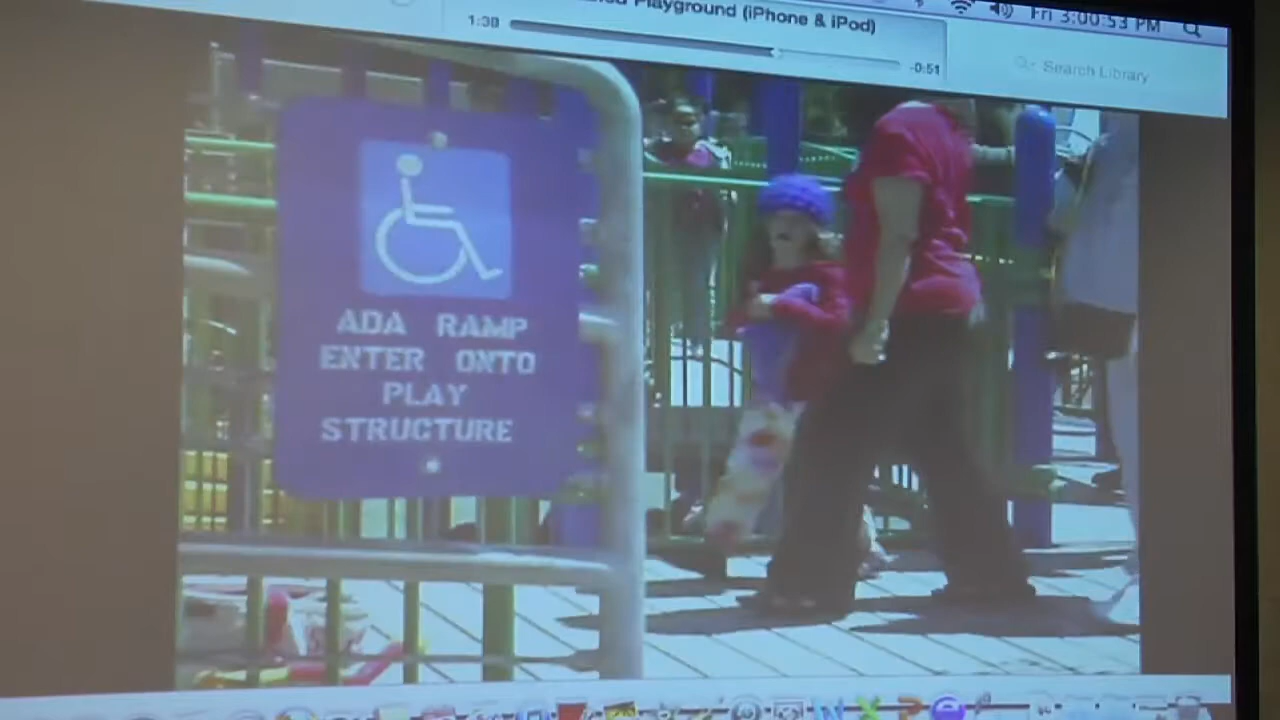 Playground (iPhone & iPod)
Fri 3:00:53 PM
1:38
-0:51
Search Library
ADA RAMP
ENTER ONTO
PLAY
STRUCTURE